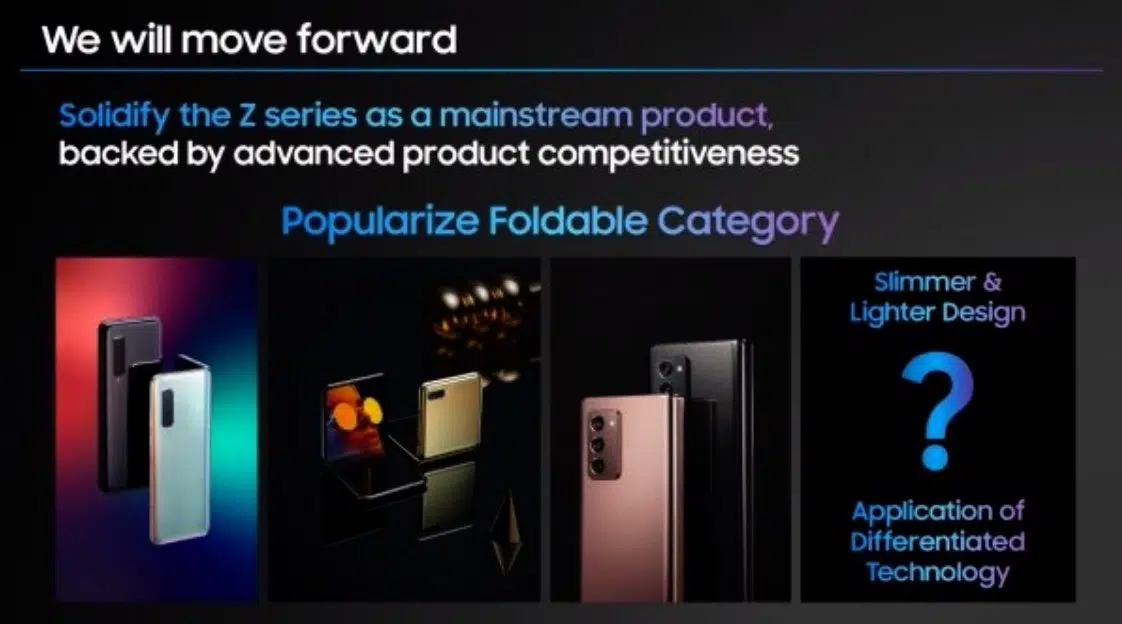 We will move forward
Solidify the Z series as a mainstream product,
backed by advanced product competitiveness
Popularize Foldable Category
Slimmer &
Lighter Design
?
Application of
Differentiated
Technology